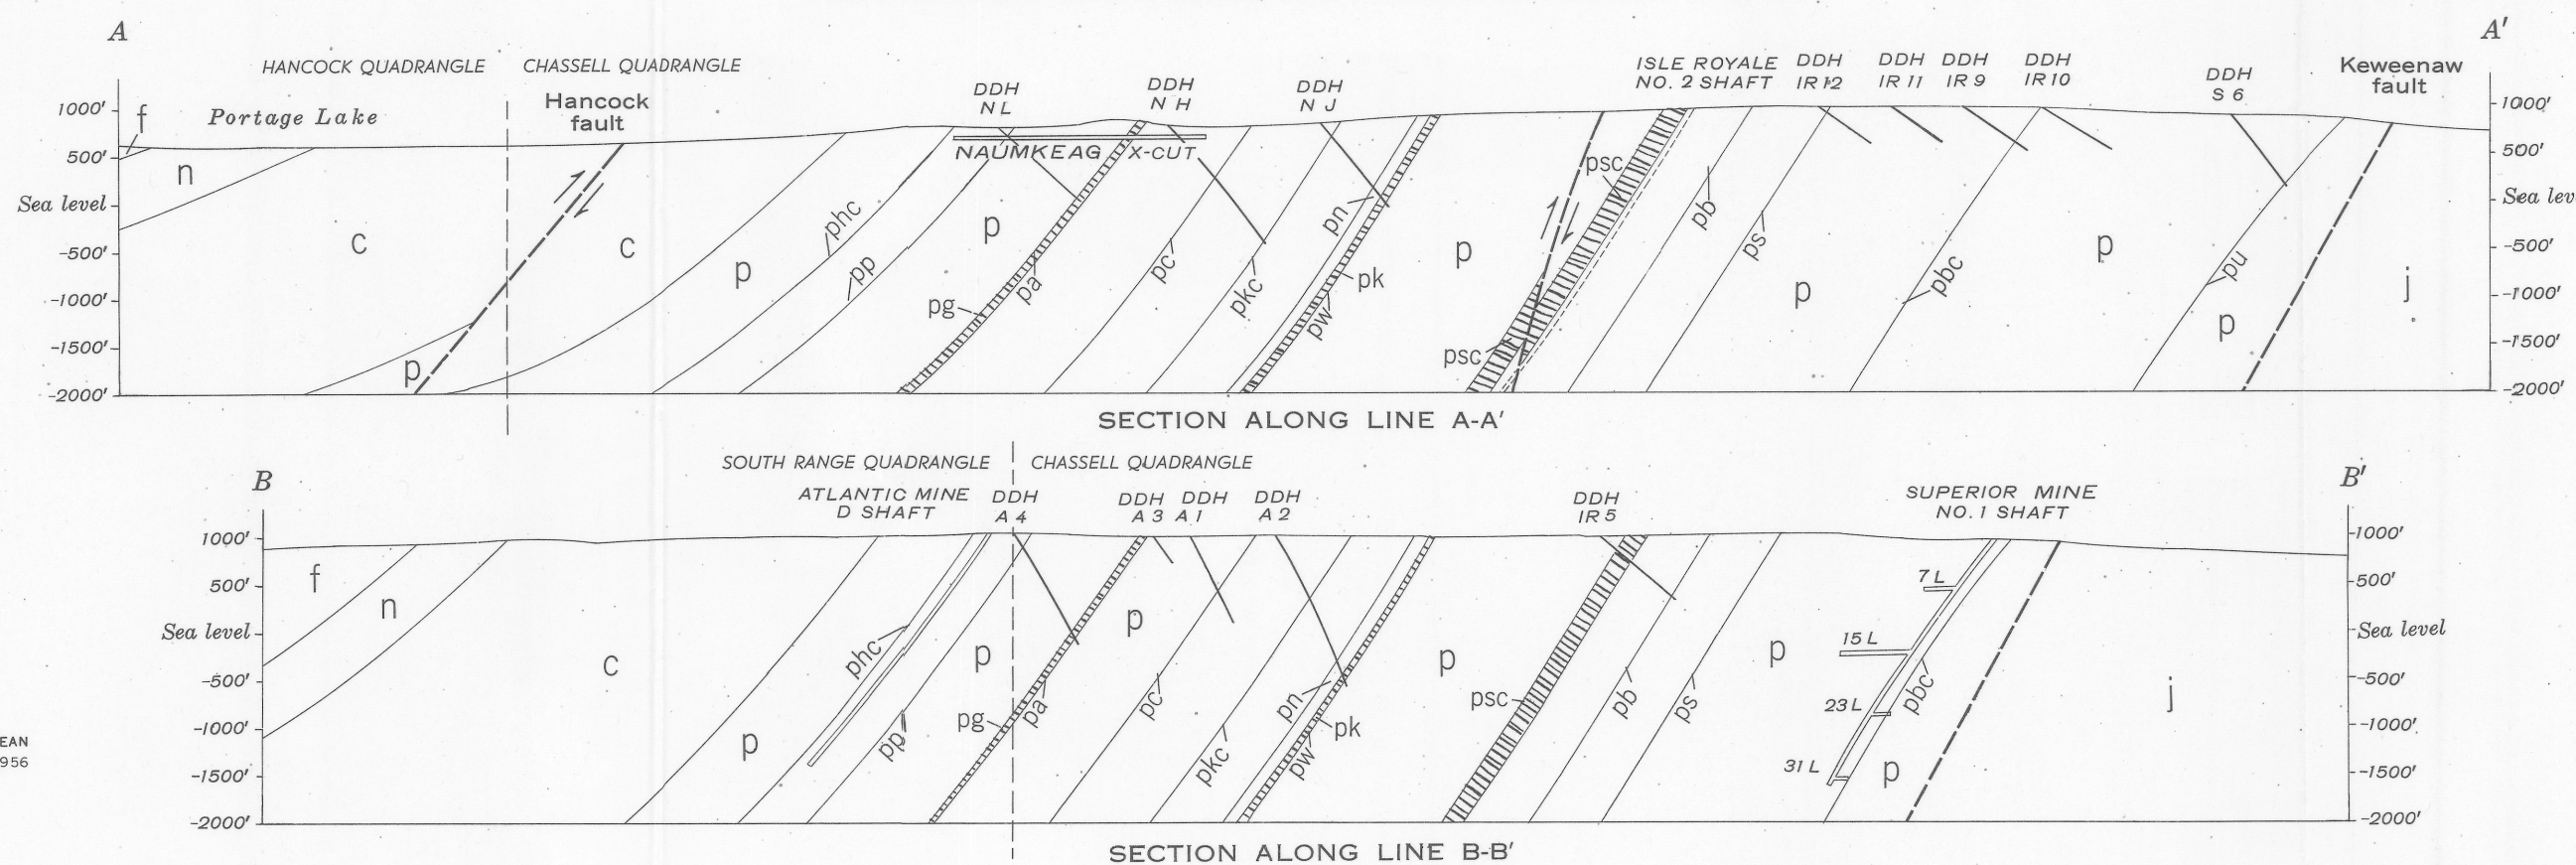 A
A'
HANCOCK QUADRANGLE
CHASSELL QUADRANGLE
Hancock
fault
DDH
N L
DDH
N H
DDH
N J
ISLE ROYALE
NO. 2 SHAFT
DDH
IR 12
DDH
IR 11
DDH
IR 9
DDH
IR 10
DDH
S 6
Keweenaw
fault
1000'
500'
Sea level
-500'
-1000'
-1500'
-2000'
f
Portage Lake
n
c
p
c
p
phc
pp
NAUMKEAG X-CUT
p
pg
pa
pc
pkc
pn
pk
pw
p
psc
psc
pb
ps
p
pbc
p
pu
p
j
1000'
500'
Sea lev
-500'
-1000'
-1500'
-2000'
SECTION ALONG LINE A-A'
B
B'
SOUTH RANGE QUADRANGLE
CHASSELL QUADRANGLE
ATLANTIC MINE
D SHAFT
DDH
A 4
DDH
A 3
DDH
A 1
DDH
A 2
DDH
IR 5
SUPERIOR MINE
NO. 1 SHAFT
1000'
500'
Sea level
-500'
-1000'
-1500'
-2000'
f
n
c
p
phc
pp
p
pg
pa
p
pc
pkc
pn
pk
pw
p
psc
pb
ps
p
7 L
15 L
23 L
31 L
pbc
p
j
1000'
500'
Sea level
-500'
-1000'
-1500'
-2000'
EAN
956
SECTION ALONG LINE B-B'